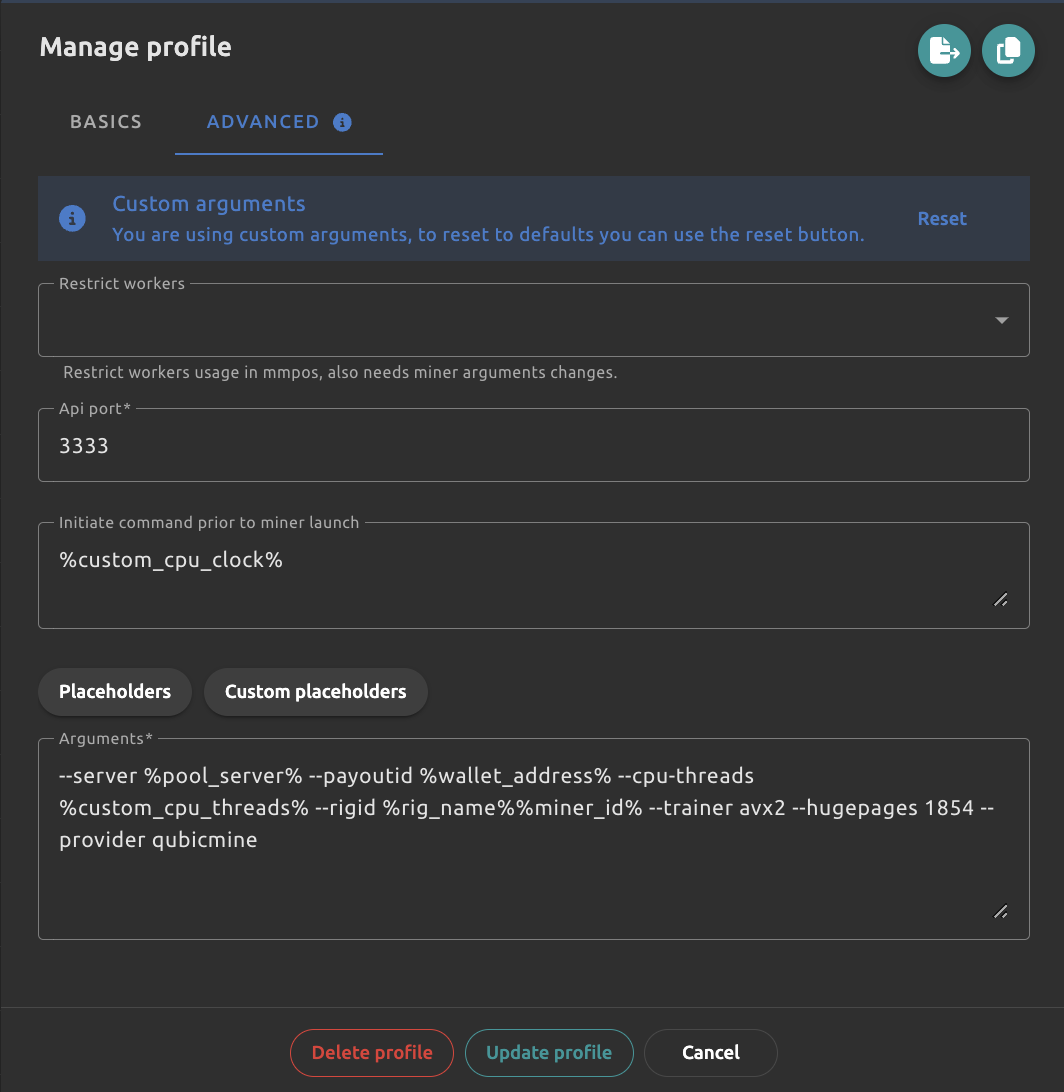 Manage profile
BASICS
ADVANCED
Custom arguments
You are using custom arguments, to reset to defaults you can use the reset button.
Reset
Restrict workers
Restrict workers usage in mmpos, also needs miner arguments changes.
Api port*
3333
Initiate command prior to miner launch
%custom_cpu_clock%
Placeholders
Custom placeholders
Arguments*
--server %pool_server% --payoutid %wallet_address% --cpu-threads
%custom_cpu_threads% --rigid %rig_name%%miner_id% --trainer avx2 --hugepages 1854 --
provider qubicmine
Delete profile
Update profile
Cancel